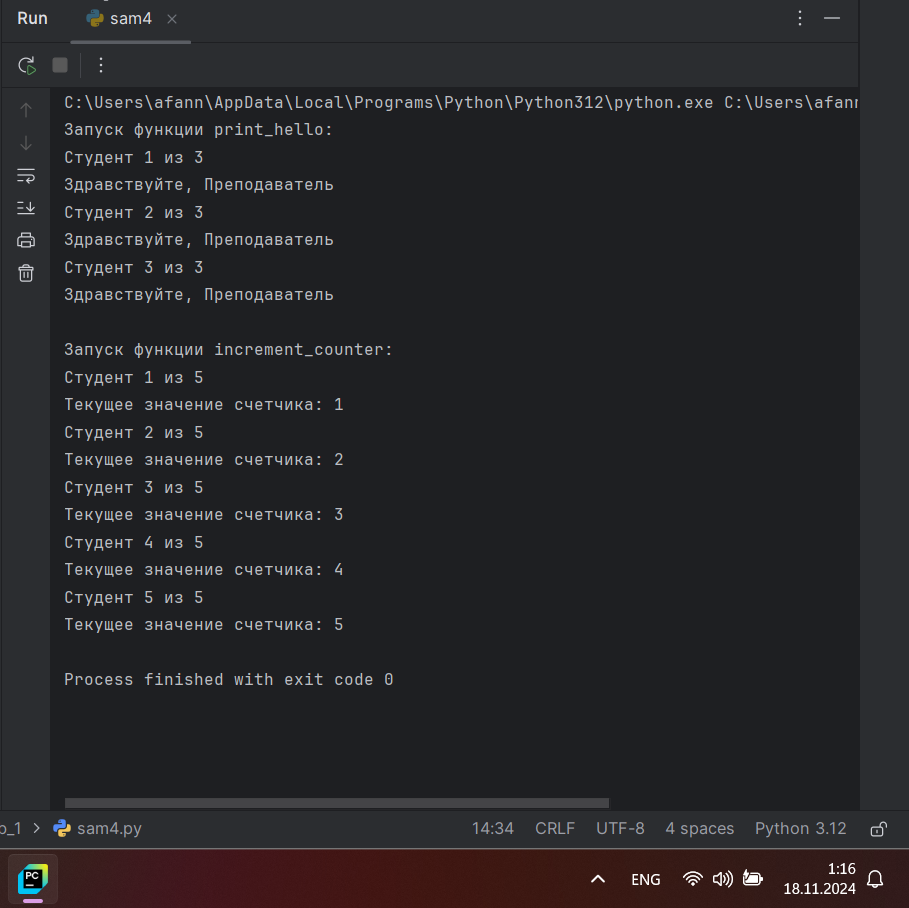 Run sam4
C:\Users\afann\AppData\Local\Programs\Python\Python312\python.exe C:\Users\afann
Запуск функции print_hello:
Студент 1 из 3
Здравствуйте, Преподаватель
Студент 2 из 3
Здравствуйте, Преподаватель
Студент 3 из 3
Здравствуйте, Преподаватель
Запуск функции increment_counter:
Студент 1 из 5
Текущее значение счетчика: 1
Студент 2 из 5
Текущее значение счетчика: 2
Студент 3 из 5
Текущее значение счетчика: 3
Студент 4 из 5
Текущее значение счетчика: 4
Студент 5 из 5
Текущее значение счетчика: 5
Process finished with exit code 0
_1 > sam4.py 14:34 CRLF UTF-8 4 spaces Python 3.12
PC ENG 1:16
18.11.2024